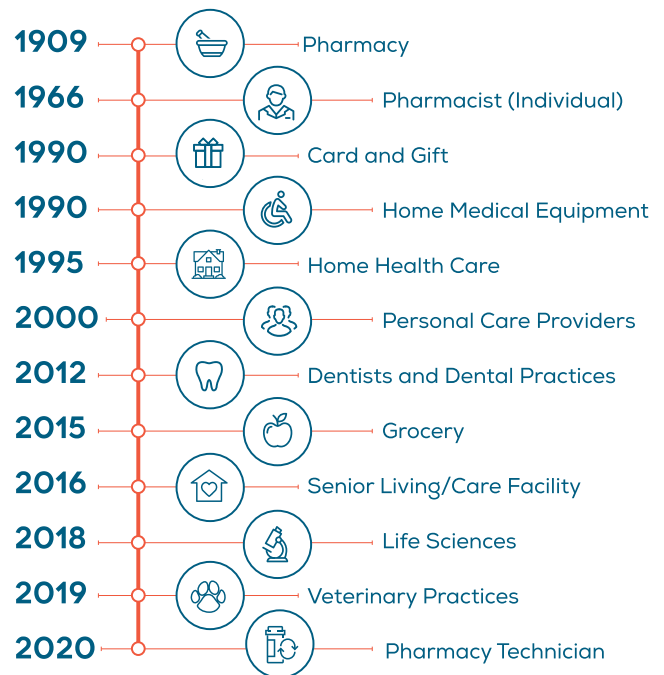 1909 Pharmacy
1966 Pharmacist (Individual)
1990 Card and Gift
1990 Home Medical Equipment
1995 Home Health Care
2000 Personal Care Providers
2012 Dentists and Dental Practices
2015 Grocery
2016 Senior Living/Care Facility
2018 Life Sciences
2019 Veterinary Practices
2020 Pharmacy Technician